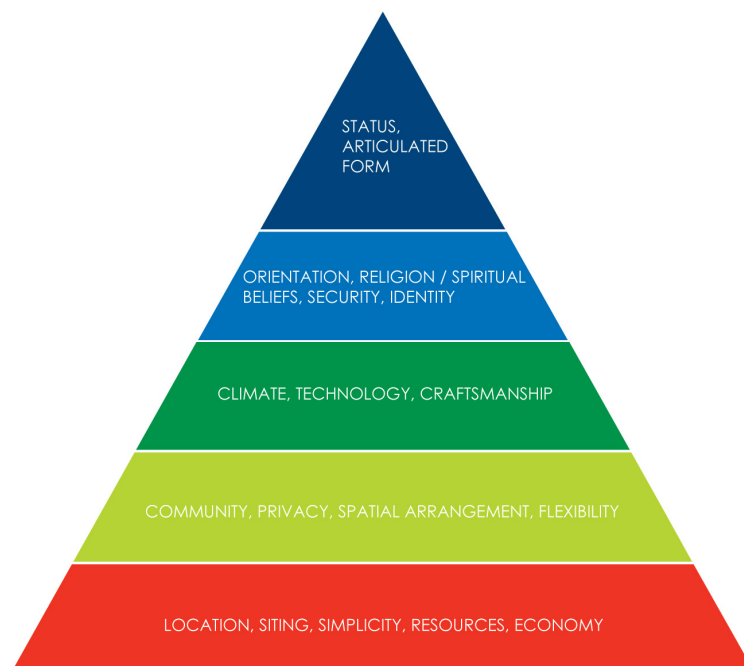 STATUS,
ARTICULATED
FORM
ORIENTATION, RELIGION / SPIRITUAL
BELIEFS, SECURITY, IDENTITY
CLIMATE, TECHNOLOGY, CRAFTSMANSHIP
COMMUNITY, PRIVACY, SPATIAL ARRANGEMENT, FLEXIBILITY
LOCATION, SITING, SIMPLICITY, RESOURCES, ECONOMY